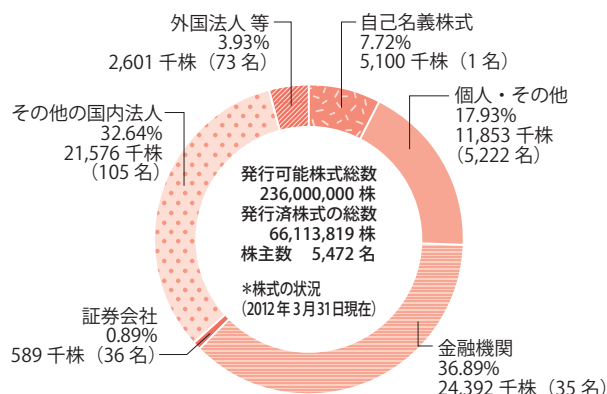 外国法人 等
3.93%
2,601 千株（73 名）
自己名義株式
7.72%
5,100 千株（1 名）
個人・その他
17.93%
11,853 千株
（5,222 名）
その他の国内法人
32.64%
21,576 千株
（105 名）
発行可能株式総数
236,000,000 株
発行済株式の総数
66,113,819 株
株主数　5,472 名
＊株式の状況
（2012年3月31日現在）
証券会社
0.89%
589 千株（36 名）
金融機関
36.89%
24,392 千株（35 名）